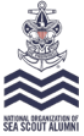 NATIONAL ORGANIZATION OF
SEA SCOUT ALUMNI